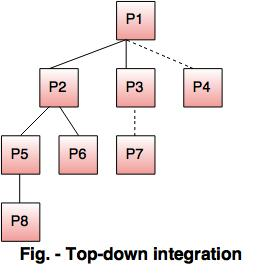 P1
P2 P3 P4
P5 P6 P7
P8
Fig. - Top-down integration